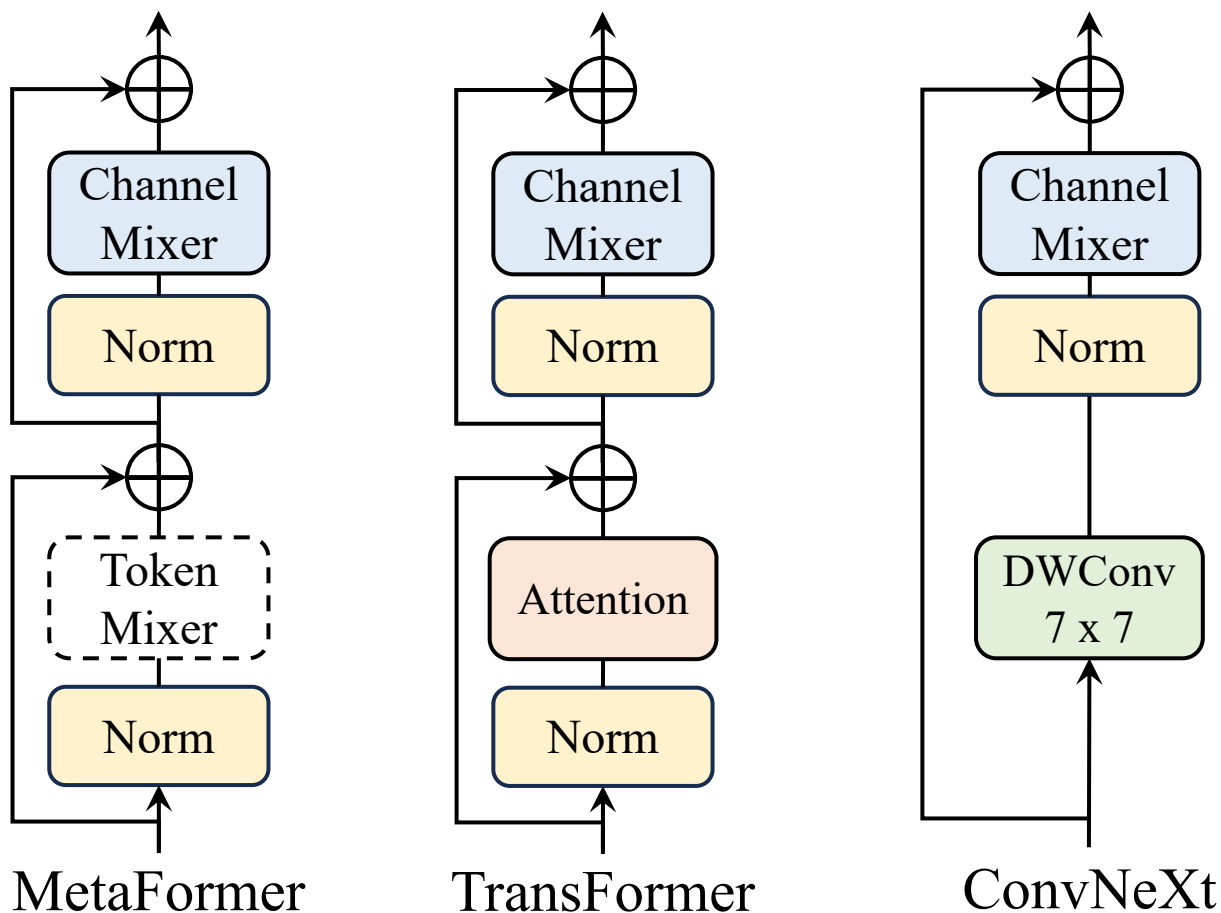 Channel
Mixer
Norm
Token
Mixer
Norm
MetaFormer
Channel
Mixer
Norm
Attention
Norm
TransFormer
Channel
Mixer
Norm
DWConv
7 x 7
ConvNeXt